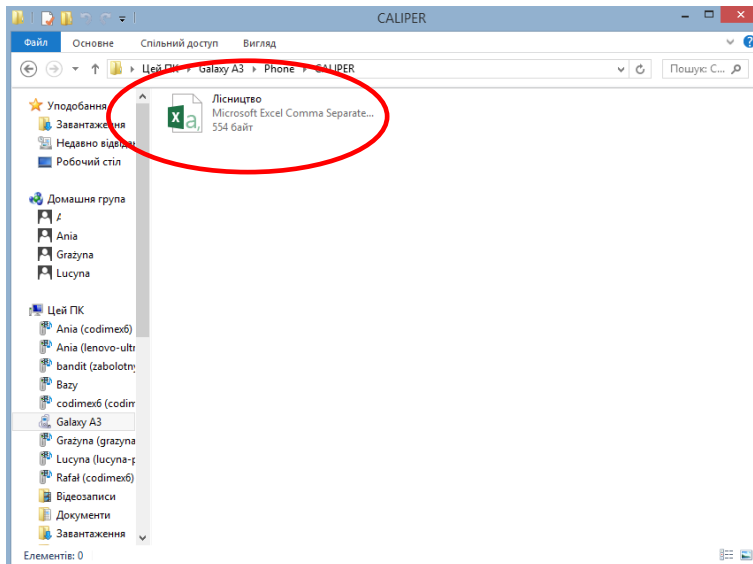 CALIPER
Файл Основне Спільний доступ Вигляд
Цей ПК Galaxy A3 Phone CALIPER
Пошук: С...
Уподобання
Завантаження
Недавно відвіда
Робочий стіл
Домашня група
Ania
Grażyna
Lucyna
Цей ПК
Ania (codimex6)
Ania (lenovo-ultr
bandit (zabolotny
Bazy
codimex6 (codim
Galaxy A3
Grażyna (grazyna
Lucyna (lucyna-p
Rafał (codimex6)
Відеозаписи
Документи
Завантаження
Лісництво
Microsoft Excel Comma Separate...
554 байт
Елементів: 0